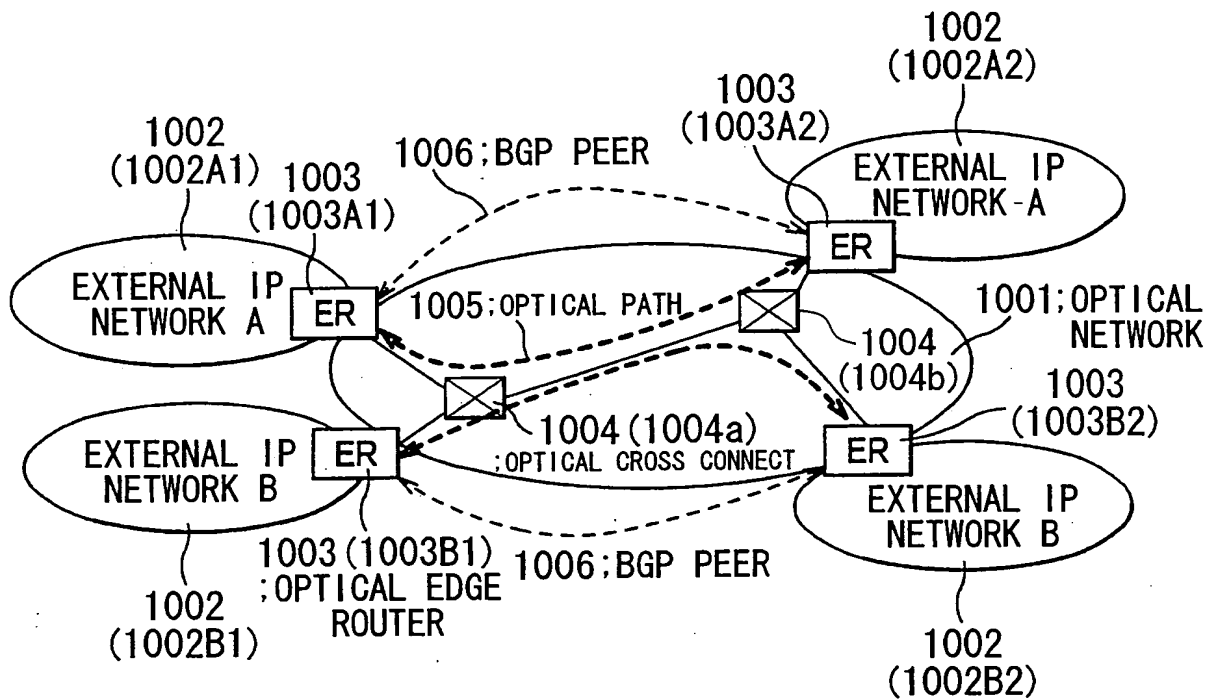 1002
(1002A2)
1003
(1003A2)
EXTERNAL IP
NETWORK-A
ER
1006;BGP PEER
1002
(1002A1)
1003
(1003A1)
EXTERNAL IP
NETWORK A
ER
1005;OPTICAL PATH
1001;OPTICAL
NETWORK
1004
(1004b)
1003
(1003B2)
1004(1004a)
;OPTICAL CROSS CONNECT
EXTERNAL IP
NETWORK B
ER
ER
EXTERNAL IP
NETWORK B
1003(1003B1)
;OPTICAL EDGE
ROUTER
1006;BGP PEER
1002
(1002B1)
1002
(1002B2)